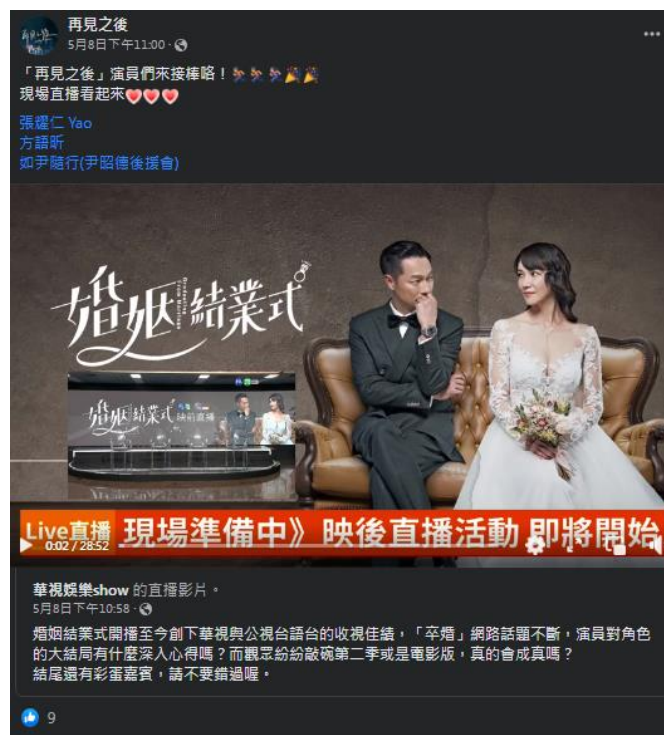 再見之後
5月8日下午11:00
「再見之後」演員們來接棒咯！
現場直播看起來
張耀仁 Yao
方語昕
如尹隨行(尹昭德後援會)
婚姻結業式
Graduating From Marriage
婚姻結業式 映前直播
Live直播 現場準備中》 映後直播活動 即將開始
0:02 / 28:52
華視娛樂show 的直播影片。
5月8日下午10:58
婚姻結業式開播至今創下華視與公視台語台的收視佳績，「卒婚」網路話題不斷，演員對角色
的大結局有什麼深入心得嗎？而觀眾紛紛敲碗第二季或是電影版，真的會成真嗎？
結尾還有彩蛋嘉賓，請不要錯過喔。
9